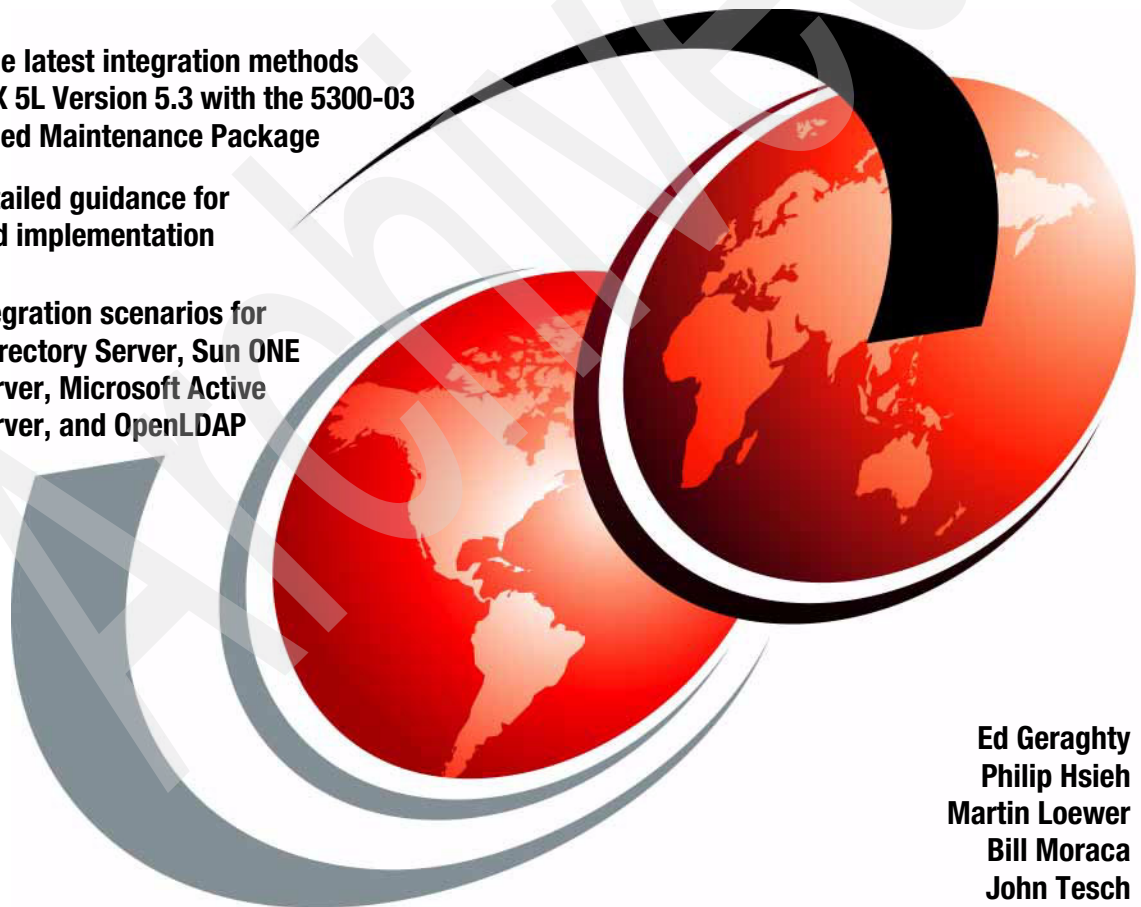 e latest integration methods
X 5L Version 5.3 with the 5300-03
ed Maintenance Package
tailed guidance for
d implementation
egration scenarios for
irectory Server, Sun ONE
rver, Microsoft Active
rver, and OpenLDAP
Ed Geraghty
Philip Hsieh
Martin Loewer
Bill Moraca
John Tesch